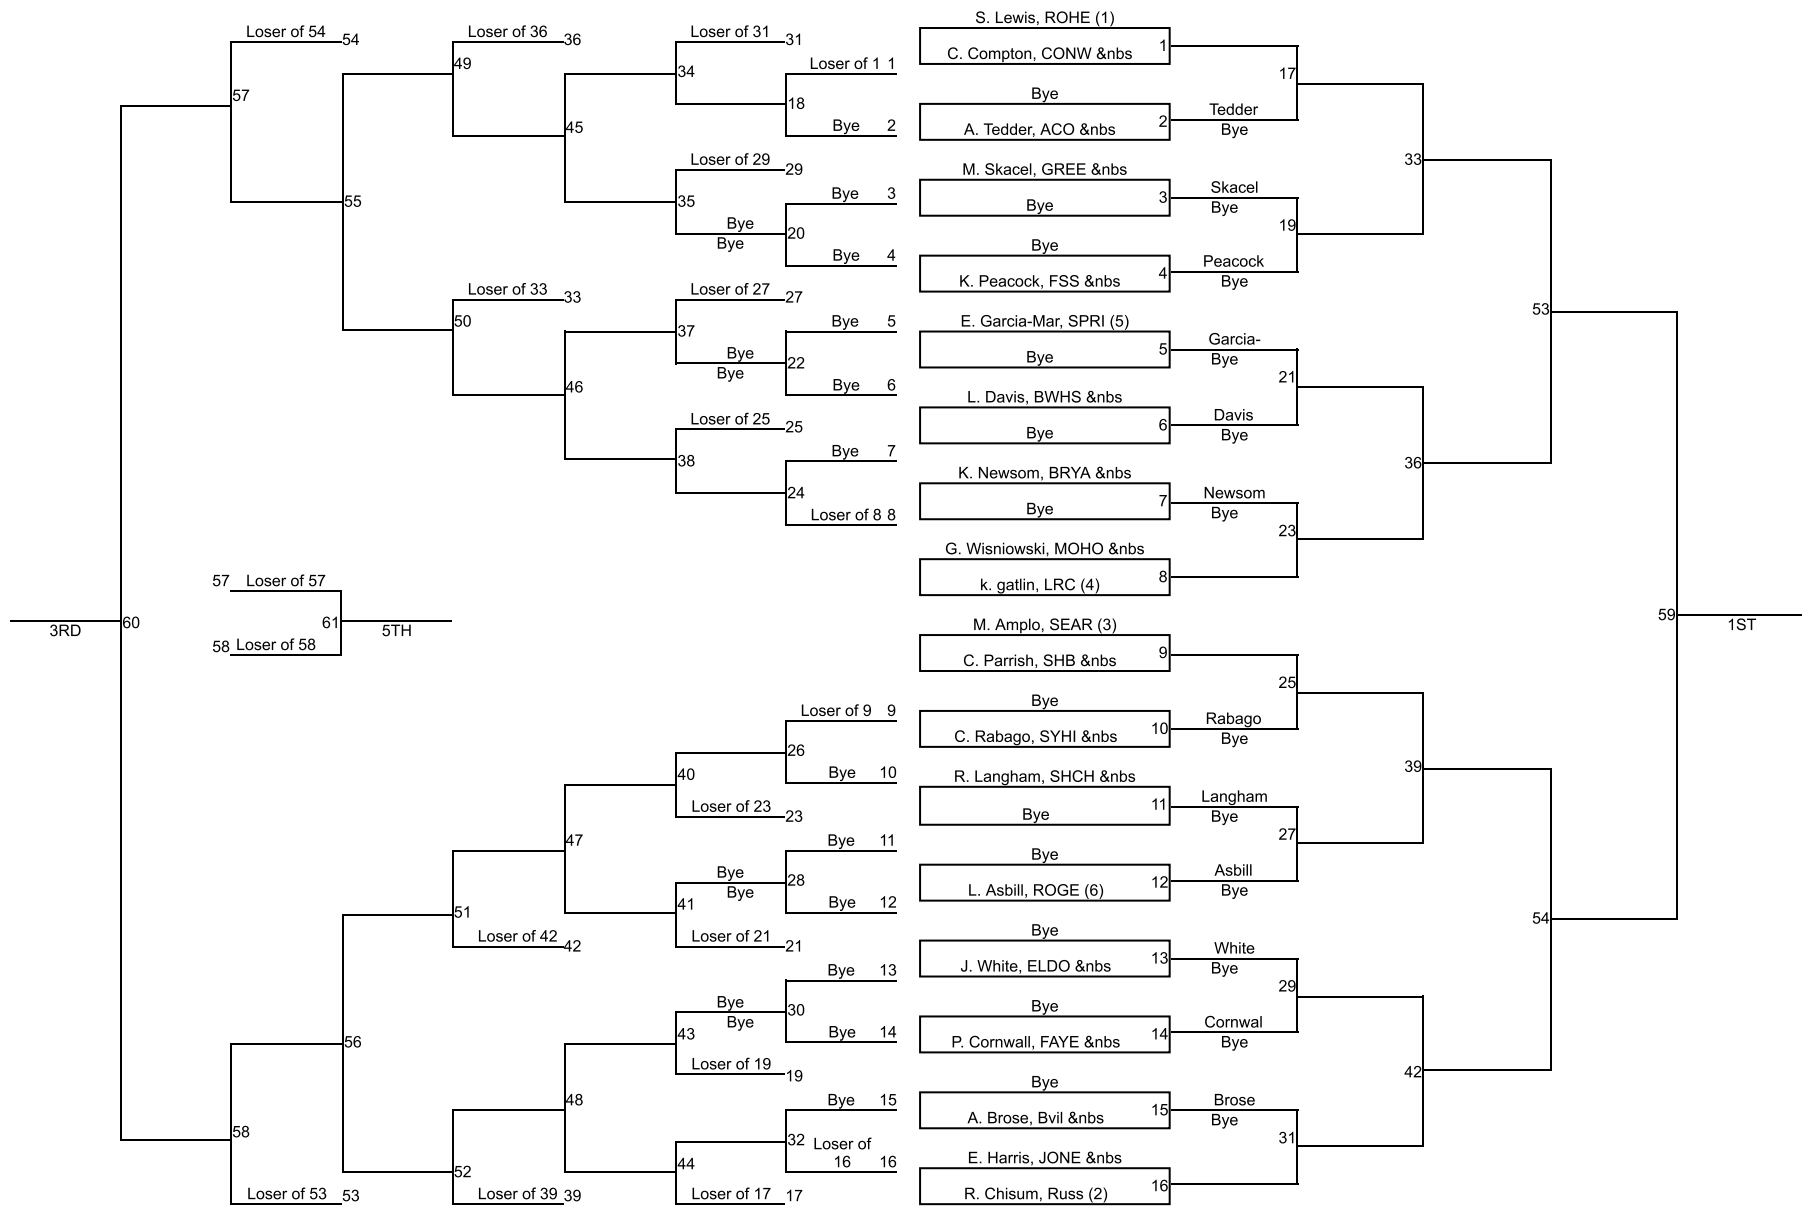 S. Lewis, ROHE (1)
Loser of 54 54
Loser of 36 36
Loser of 31 31
C. Compton, CONW &nbs 1
49
34
Loser of 1 1
17
57
18
Bye
Tedder
45
Bye 2
A. Tedder, ACO &nbs 2
Bye
Loser of 29 29
M. Skacel, GREE &nbs
33
55
35
Bye 3
Bye 3
Skacel
Bye
Bye
Bye
20
19
Bye
Bye 4
K. Peacock, FSS &nbs 4
Peacock
Bye
Loser of 33 33
Loser of 27 27
53
50
37
Bye 5
E. Garcia-Mar, SPRI (5)
Garcia-
Bye
Bye
Bye
22
Bye 5
46
Bye 6
21
L. Davis, BWHS &nbs
Davis
Loser of 25 25
Bye 6
Bye
38
Bye 7
K. Newsom, BRYA &nbs
36
24
Bye 7
Newsom
Bye
Loser of 8 8
23
G. Wisniowski, MOHO &nbs
57 Loser of 57
k. gatlin, LRC (4) 8
3RD
60
61
5TH
59
1ST
58 Loser of 58
M. Amplo, SEAR (3)
C. Parrish, SHB &nbs 9
25
Loser of 9 9
Bye
Rabago
26
C. Rabago, SYHI &nbs 10
Bye
40
Bye 10
R. Langham, SHCH &nbs
39
Loser of 23 23
Bye 11
Langham
Bye
47
Bye 11
27
Bye
Bye
Bye
28
L. Asbill, ROGE (6) 12
Asbill
Bye
51
41
Bye 12
54
Loser of 42 42
Loser of 21 21
Bye
White
Bye 13
J. White, ELDO &nbs 13
Bye
Bye
Bye
30
29
Bye
Cornwal
56
43
Bye 14
P. Cornwall, FAYE &nbs 14
Bye
Loser of 19 19
42
Bye
48
Bye 15
A. Brose, Bvil &nbs 15
Brose
Bye
58
32
Loser of
16 16
31
E. Harris, JONE &nbs
52
44
R. Chisum, Russ (2) 16
Loser of 53 53
Loser of 39 39
Loser of 17 17